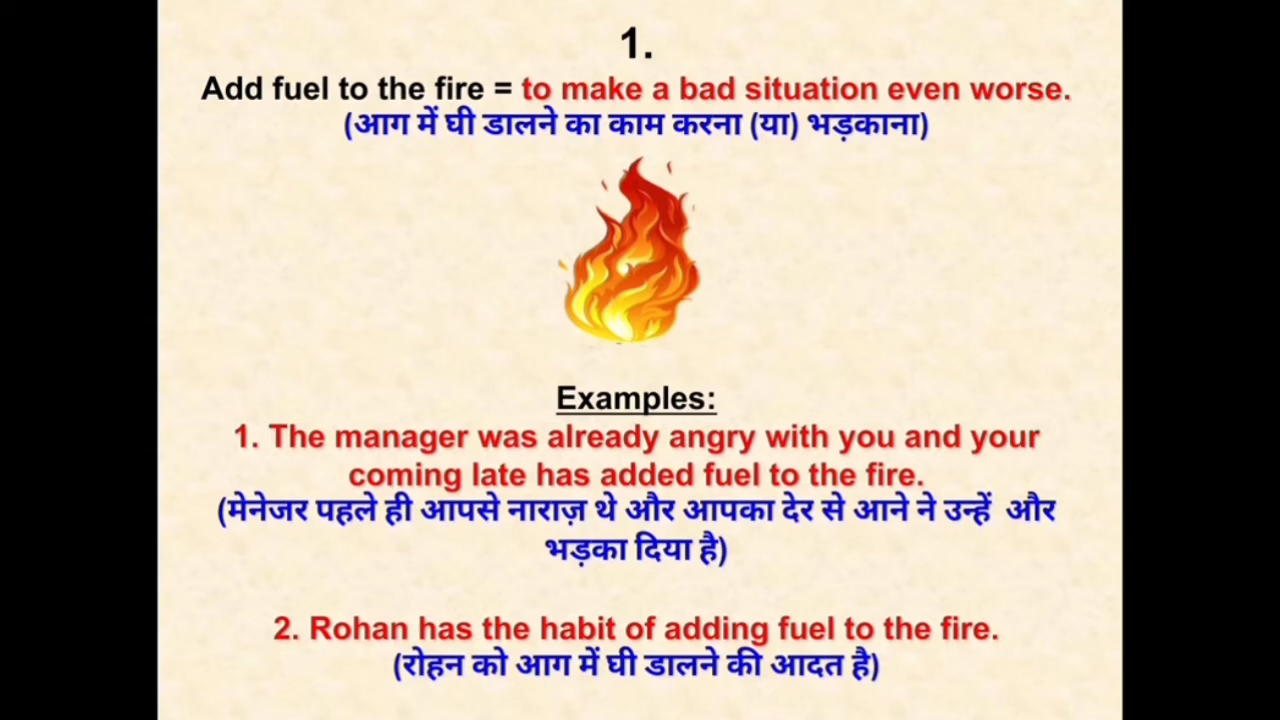 1.
Add fuel to the fire = to make a bad situation even worse.
(आग में घी डालने का काम करना (या) भड़काना)
Examples:
1. The manager was already angry with you and your
coming late has added fuel to the fire.
(मेनेजर पहले ही आपसे नाराज़ थे और आपका देर से आने ने उन्हें और
भड़का दिया है)
2. Rohan has the habit of adding fuel to the fire.
(रोहन को आग में घी डालने की आदत है)